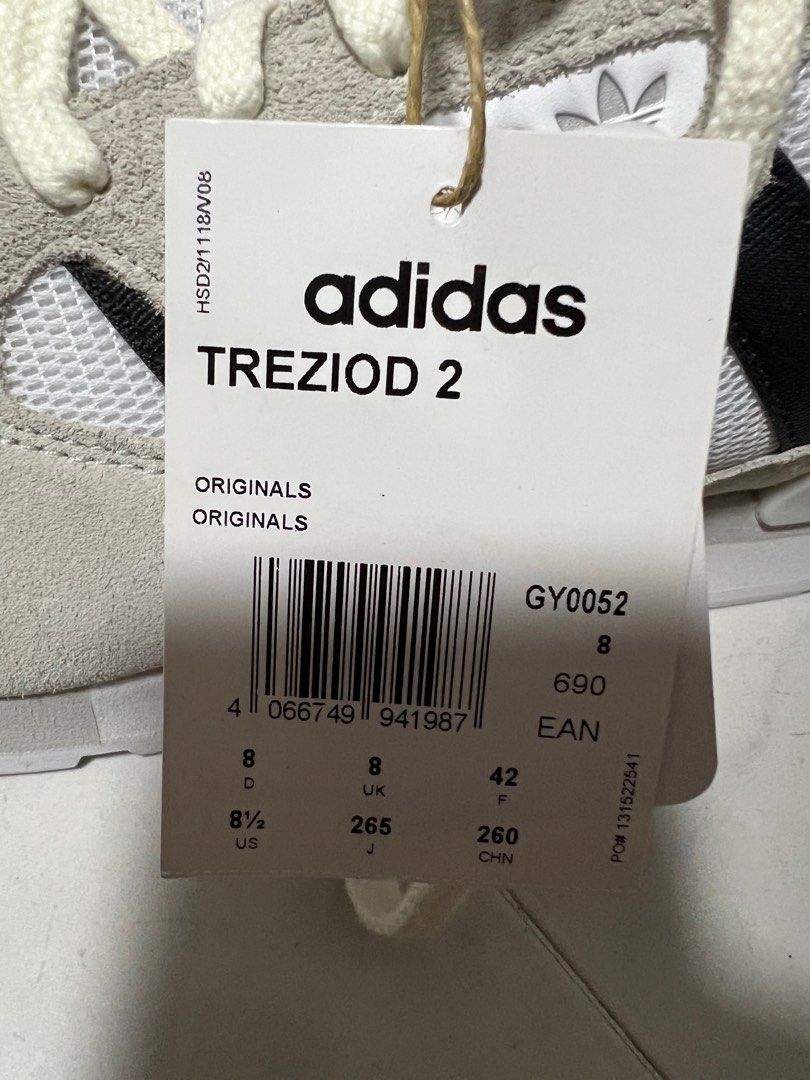 HSD2/1118/V08
adidas
TREZIOD 2
ORIGINALS
ORIGINALS
GY0052
8
690
EAN
4 066749 941987
8 8 42
D UK F
8½ 265 260
US J CHN
PO# 131522541